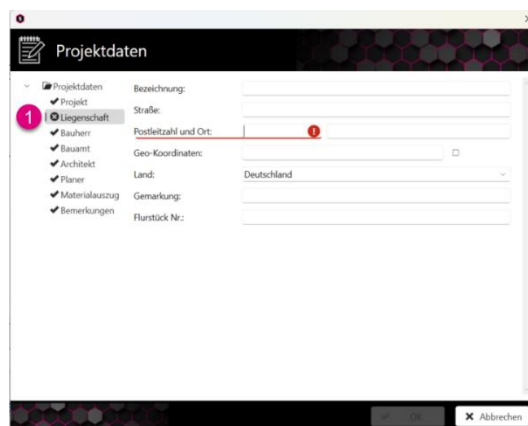 Projektdaten
Projektdaten
Projekt
1
Liegenschaft
Bauherr
Bauamt
Architekt
Planer
Materialauszug
Bemerkungen
Bezeichnung:
Straße:
Postleitzahl und Ort:
Geo-Koordinaten:
Land: Deutschland
Gemarkung:
Flurstück Nr.:
OK
Abbrechen